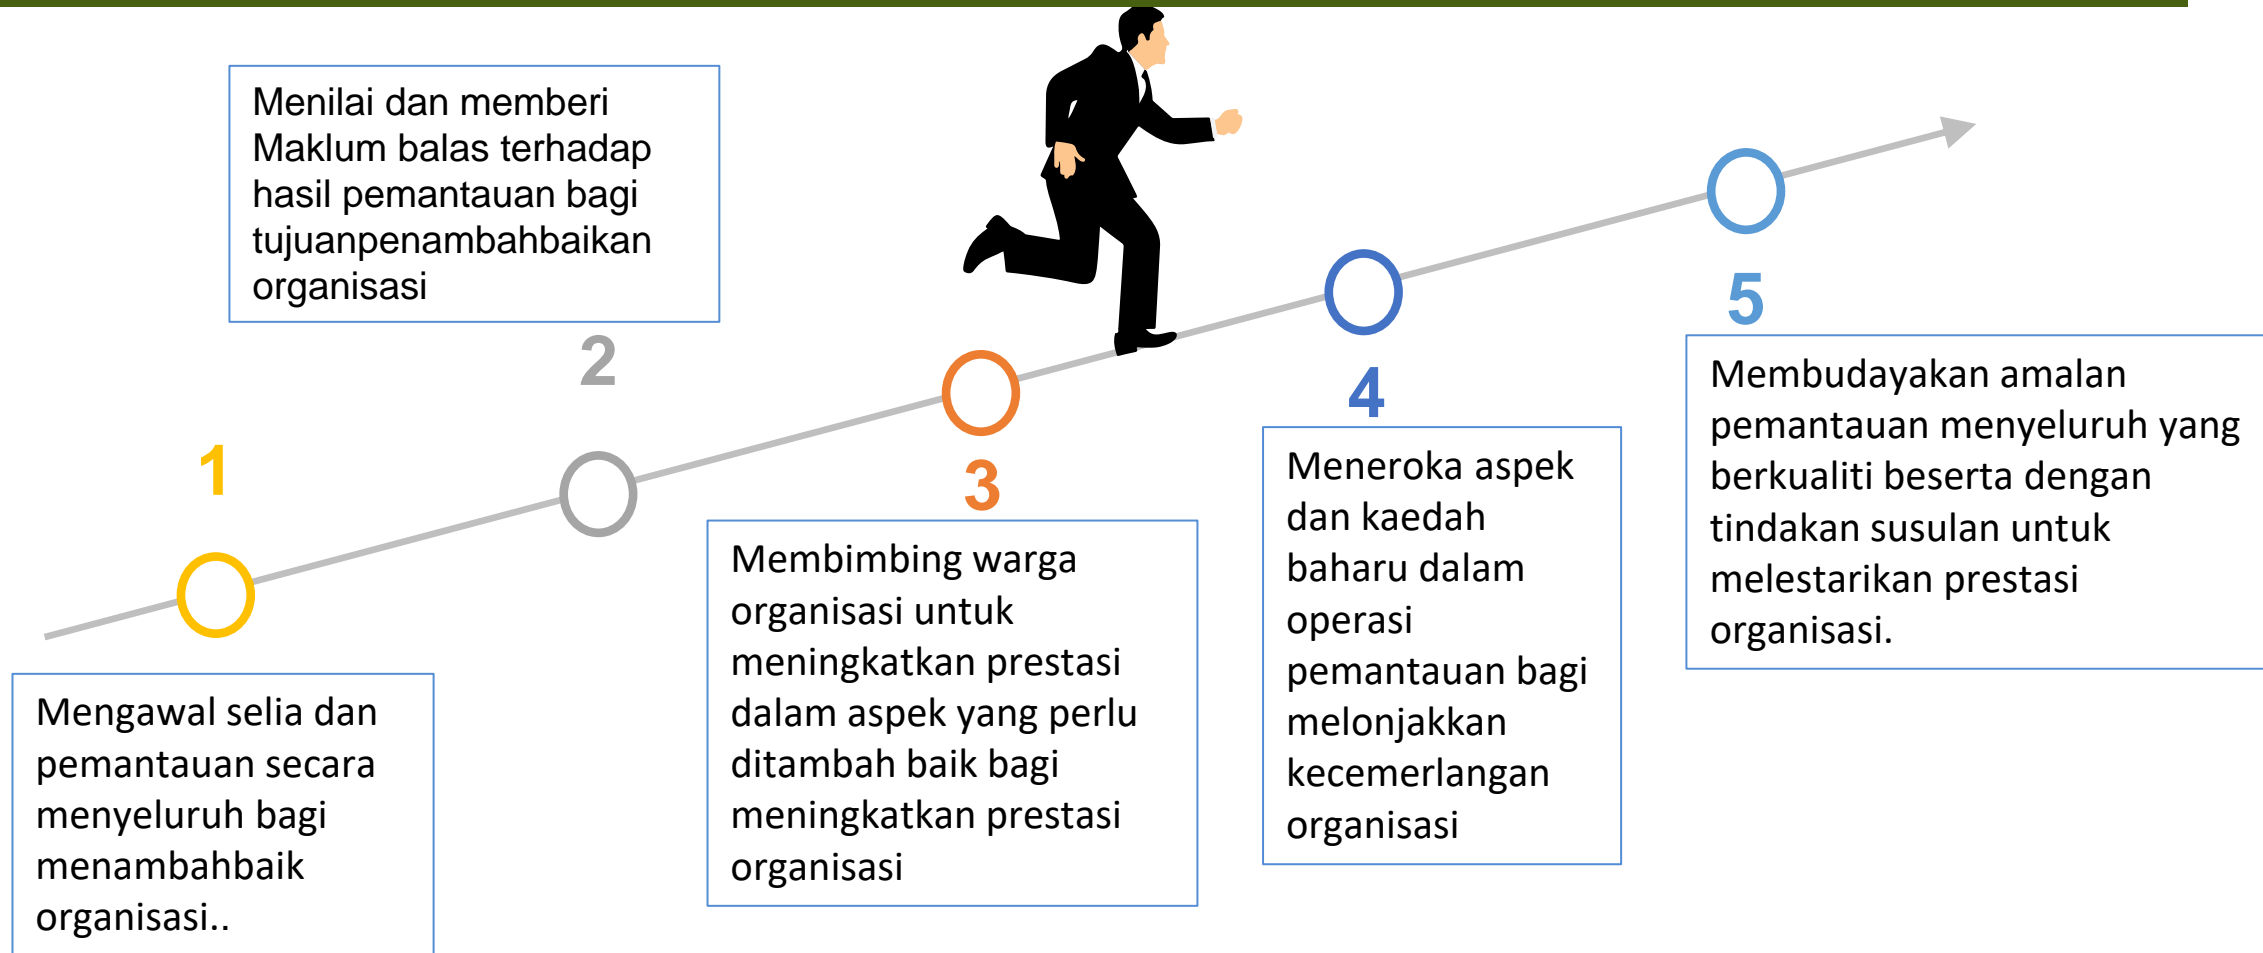 1
Mengawal selia dan
pemantauan secara
menyeluruh bagi
menambahbaik
organisasi..
Menilai dan memberi
Maklum balas terhadap
hasil pemantauan bagi
tujuanpenambahbaikan
organisasi
2
3
Membimbing warga
organisasi untuk
meningkatkan prestasi
dalam aspek yang perlu
ditambah baik bagi
meningkatkan prestasi
organisasi
4
Meneroka aspek
dan kaedah
baharu dalam
operasi
pemantauan bagi
melonjakkan
kecemerlangan
organisasi
5
Membudayakan amalan
pemantauan menyeluruh yang
berkualiti beserta dengan
tindakan susulan untuk
melestarikan prestasi
organisasi.